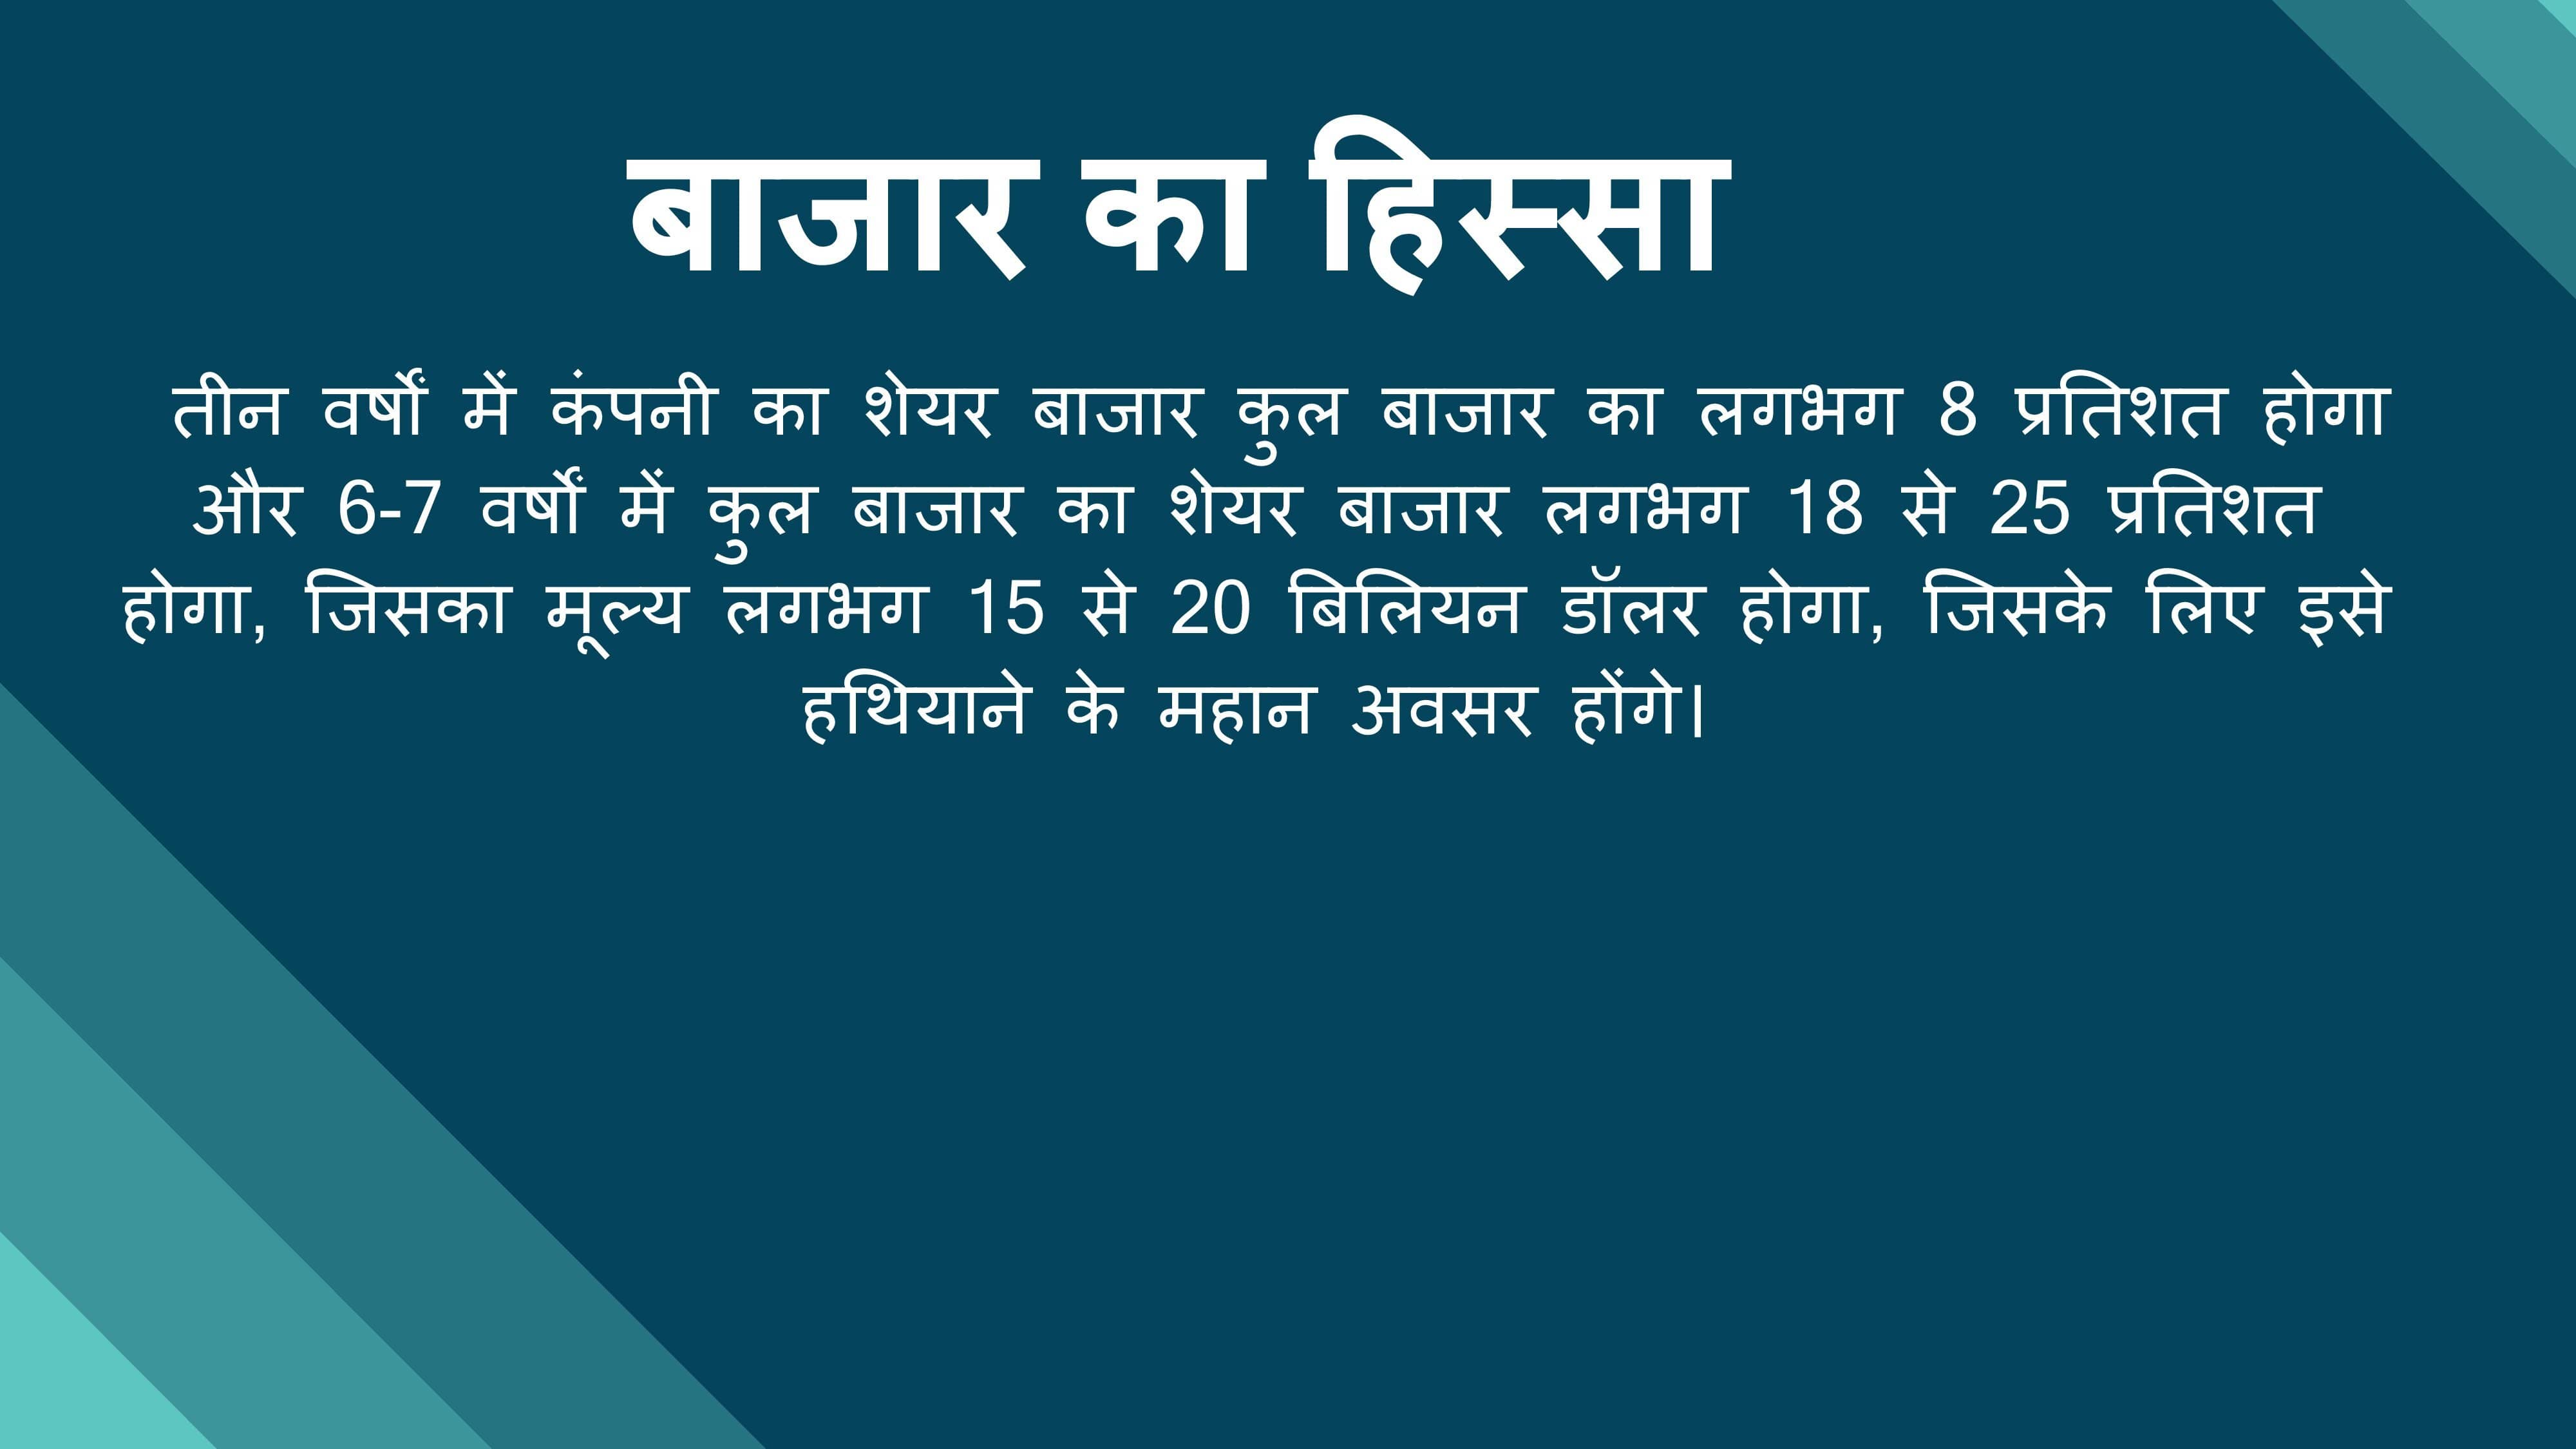 बाजार का हिस्सा
तीन वर्षों में कंपनी का शेयर बाजार कुल बाजार का लगभग 8 प्रतिशत होगा
और 6-7 वर्षों में कुल बाजार का शेयर बाजार लगभग 18 से 25 प्रतिशत
होगा, जिसका मूल्य लगभग 15 से 20 बिलियन डॉलर होगा, जिसके लिए इसे
हथियाने के महान अवसर होंगे।